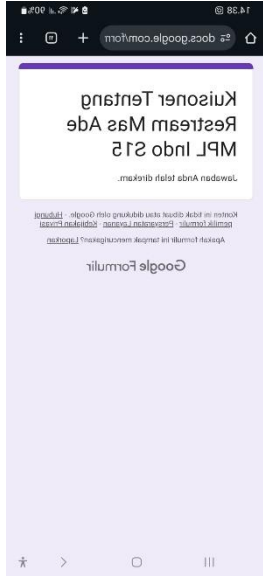 14.38 90%
docs.google.com/form
Kuisoner Tentang
Restream Mas Ade
MPL Indo S15
Jawaban Anda telah direkam.
Konten ini tidak dibuat atau didukung oleh Google. - Hubungi
pemilik formulir - Persyaratan Layanan - Kebijakan Privasi
Apakah formulir ini tampak mencurigakan? Laporkan
Google Formulir